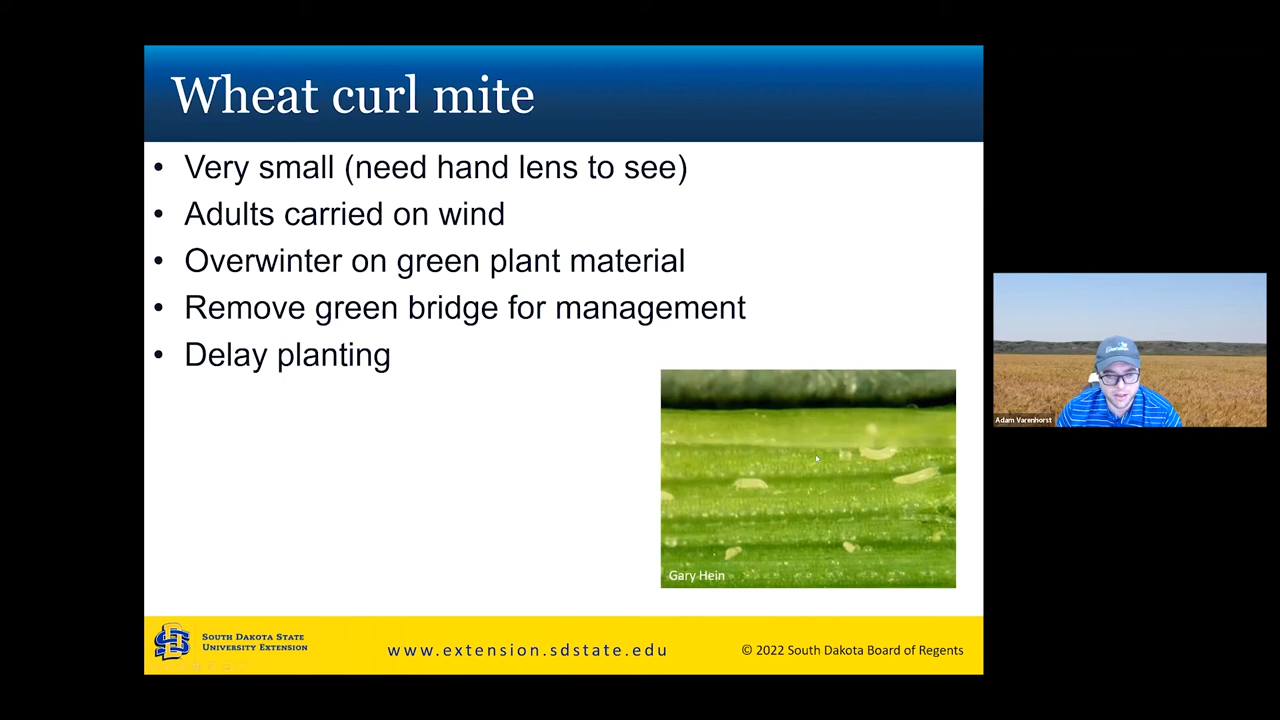 Wheat curl mite
• Very small (need hand lens to see)
• Adults carried on wind
• Overwinter on green plant material
• Remove green bridge for management
• Delay planting
Gary Hein
Adam Varenhorst
SOUTH DAKOTA STATE
UNIVERSITY EXTENSION
www.extension.sdstate.edu
© 2022 South Dakota Board of Regents